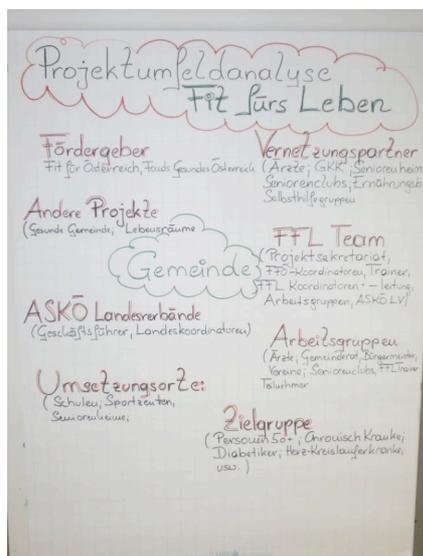 Projektumfeldanalyse
Fit fürs Leben
Fördergeber
Fit für Österreich, Fonds Gesundes Österreich
Vernetzungspartner
(Ärzte; GKK; Seniorenheim
Seniorenclubs, Ernährungsb
Selbsthilfegruppen
Andere Projekte
(Gesunde Gemeinde, Lebensräume
Gemeinde
FFL Team
(Projektsekretariat,
FFÖ-Koordinatoren, Trainer,
FFL Koordinatoren + -leitung,
Arbeitsgruppen, ASKÖ LV)
ASKÖ Landesverbände
(Geschäftsführer, Landeskoordinatoren)
Arbeitsgruppen
(Ärzte, Gemeinderat, Bürgermeister,
Vereine; Seniorenclubs, FFL Trainer
Teilnehmer
Umsetzungsorte:
(Schulen; Sportzenten,
Seniorenheime;
Zielgruppe
(Personen 50+; Chronisch Kranke;
Diabetiker; Herz-Kreislauferkrankte;
usw.)